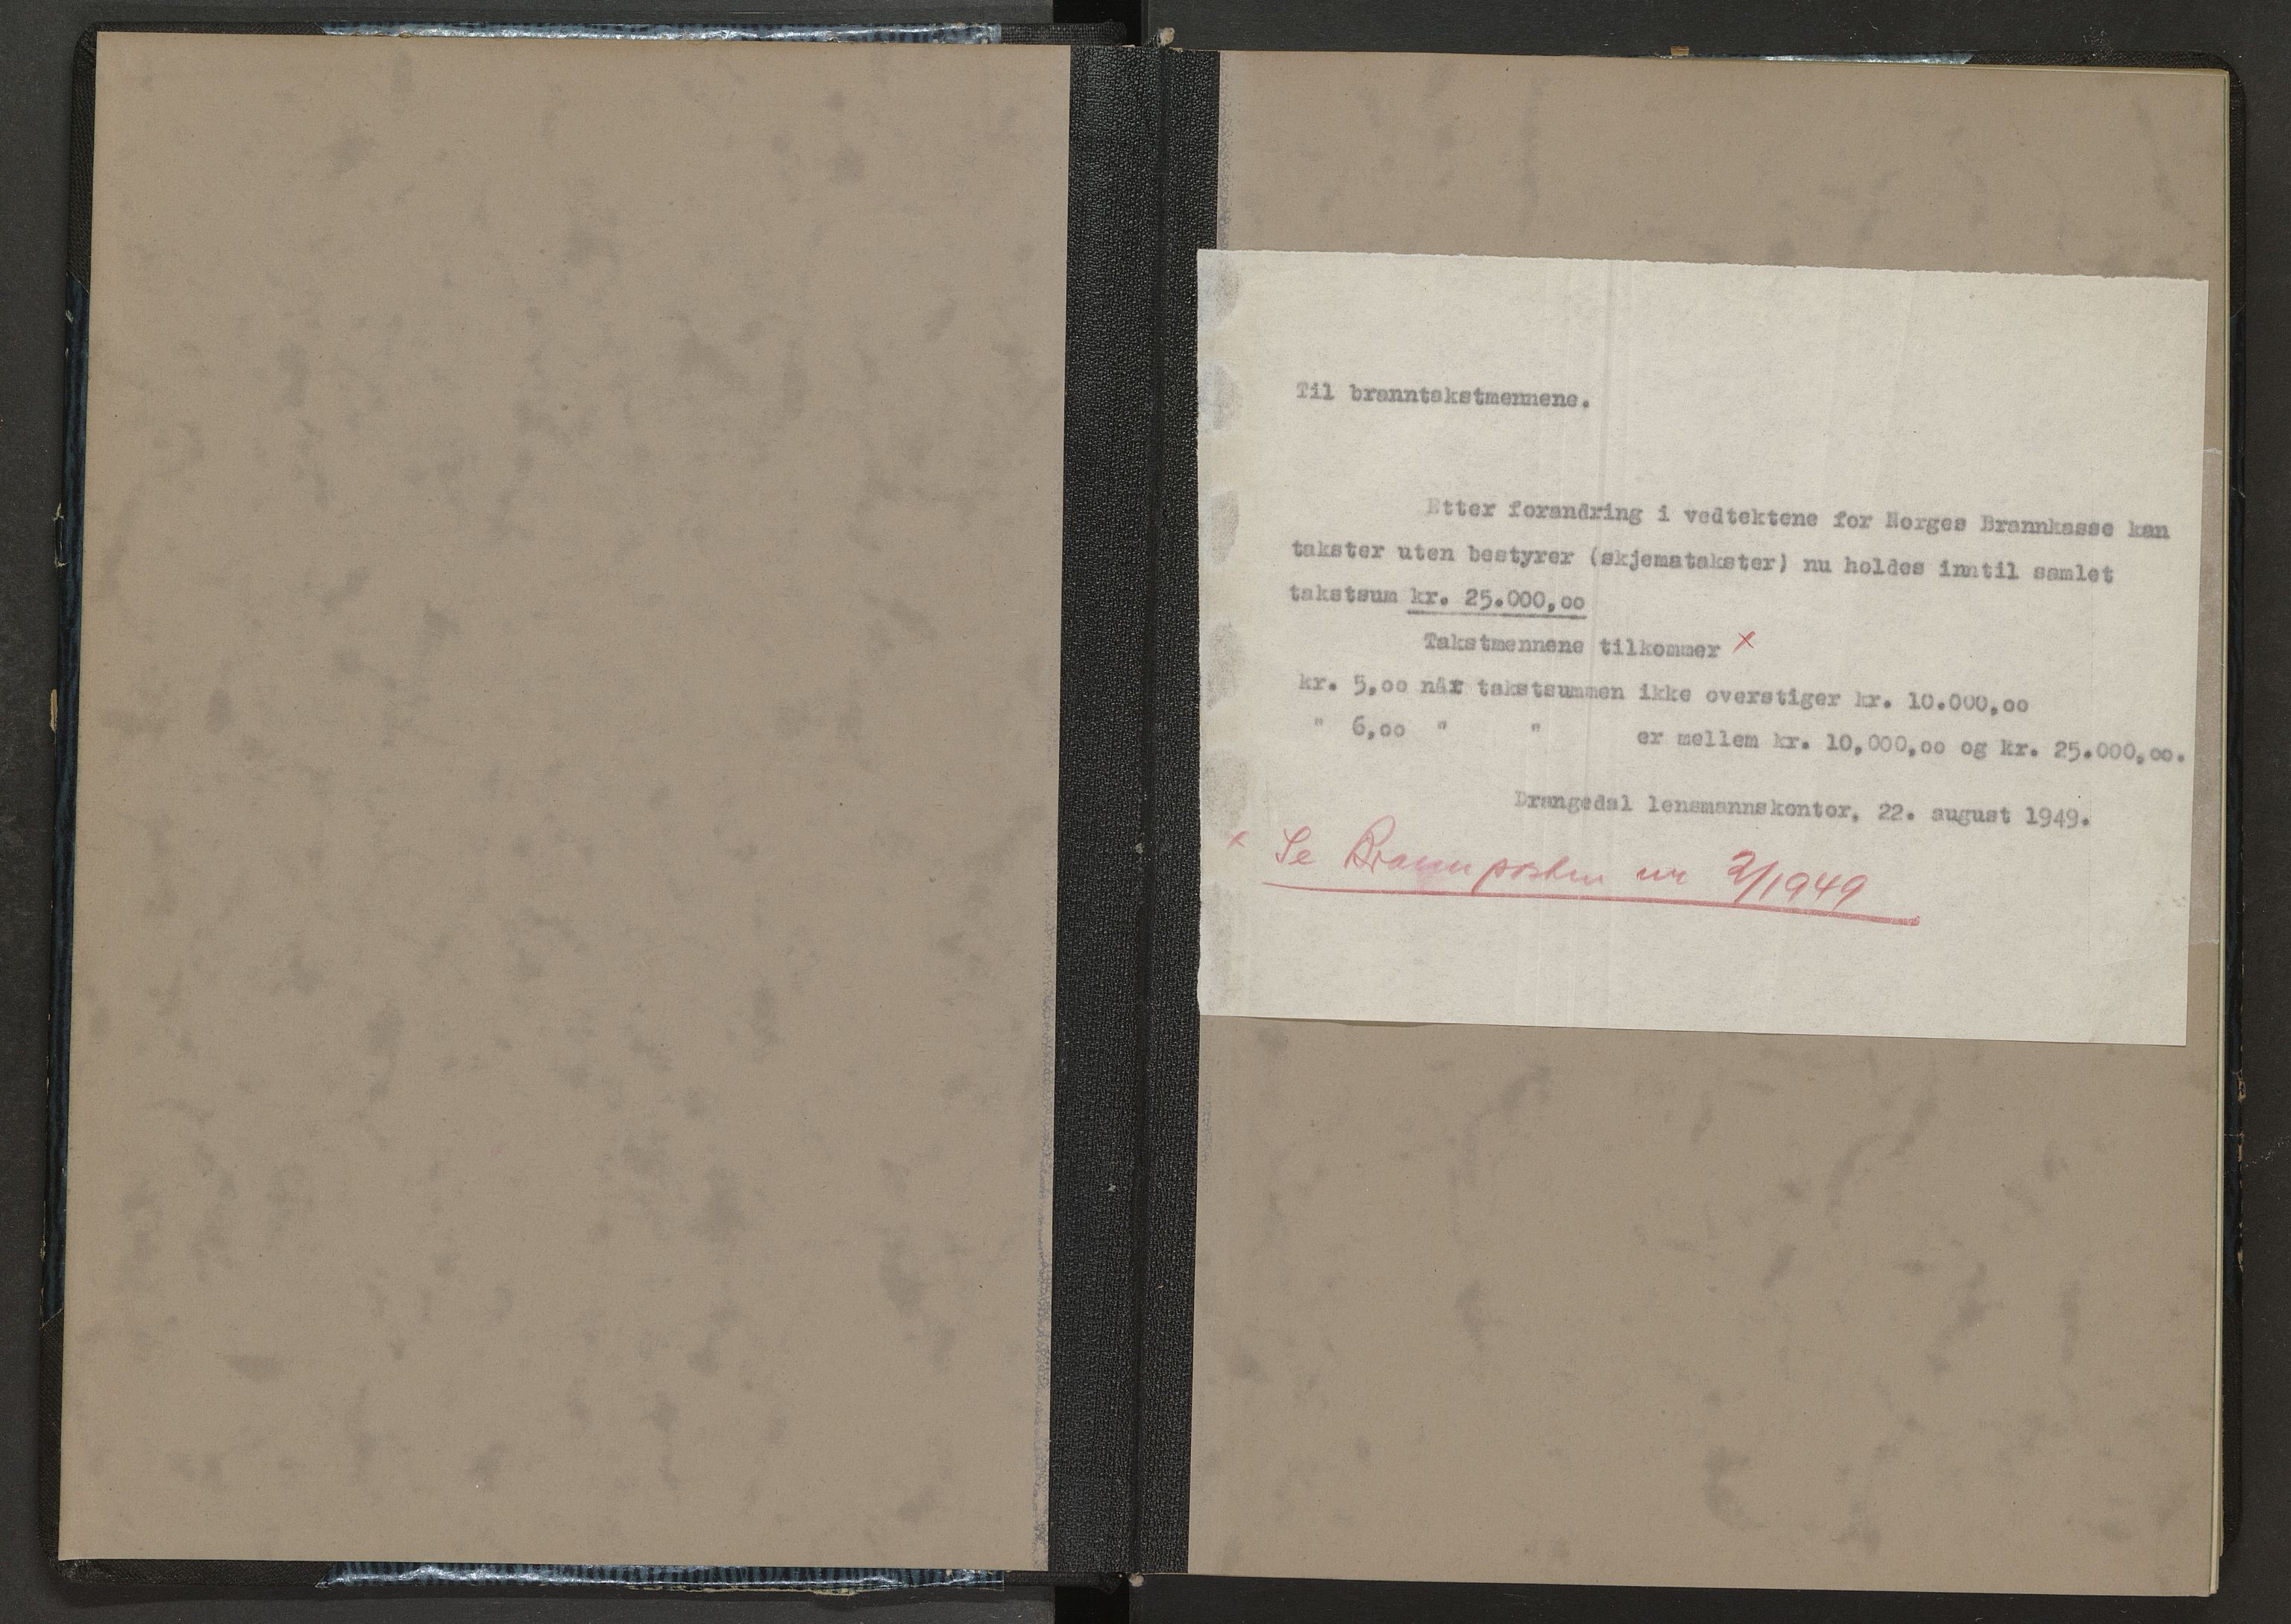 Til branntakstmennene.
Etter forandring i vedtektene for Norges Brannkasse kan
takster uten bestyrer (skjematakster) nu holdes inntil samlet
takstsum kr. 25.000,oo
Takstmennene tilkommer x
kr. 5,oo når takstsummen ikke overstiger kr. 10.000,oo
" 6,oo " " er mellem kr. 10,000,oo og kr. 25.000,oo.
Drangedal lensmannskontor, 22. august 1949.
x Se Brannposten nr 2/1949